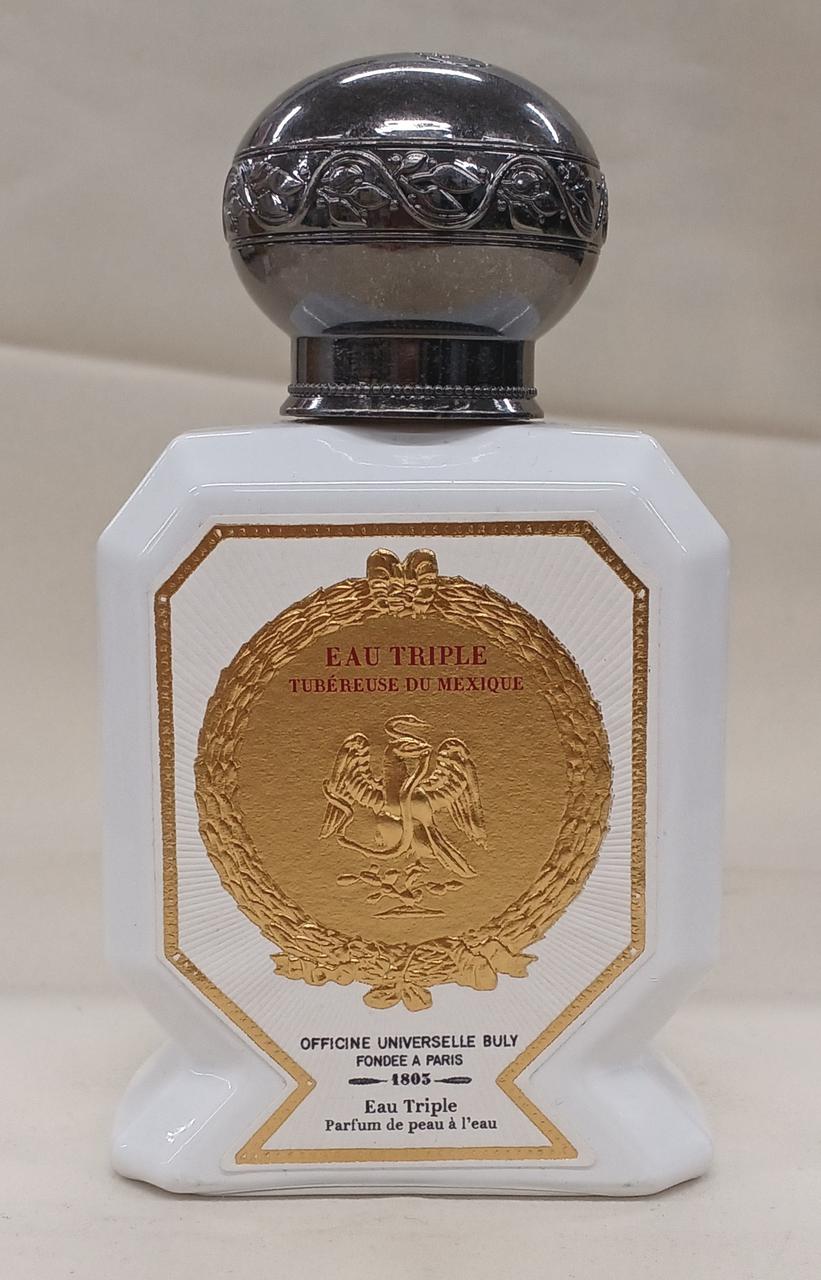 EAU TRIPLE
TUBÉREUSE DU MEXIQUE
OFFICINE UNIVERSELLE BULY
FONDEE A PARIS
1803
Eau Triple
Parfum de peau à l'eau